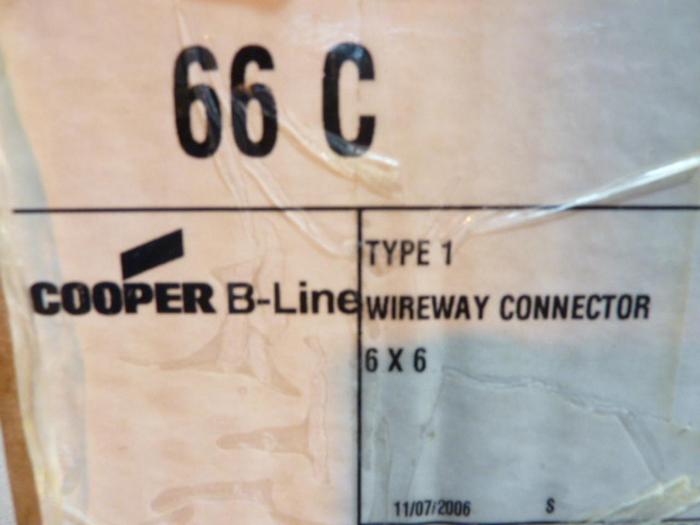 66 C
COOPER B-Line
TYPE 1
WIREWAY CONNECTOR
6 X 6
11/07/2006 S